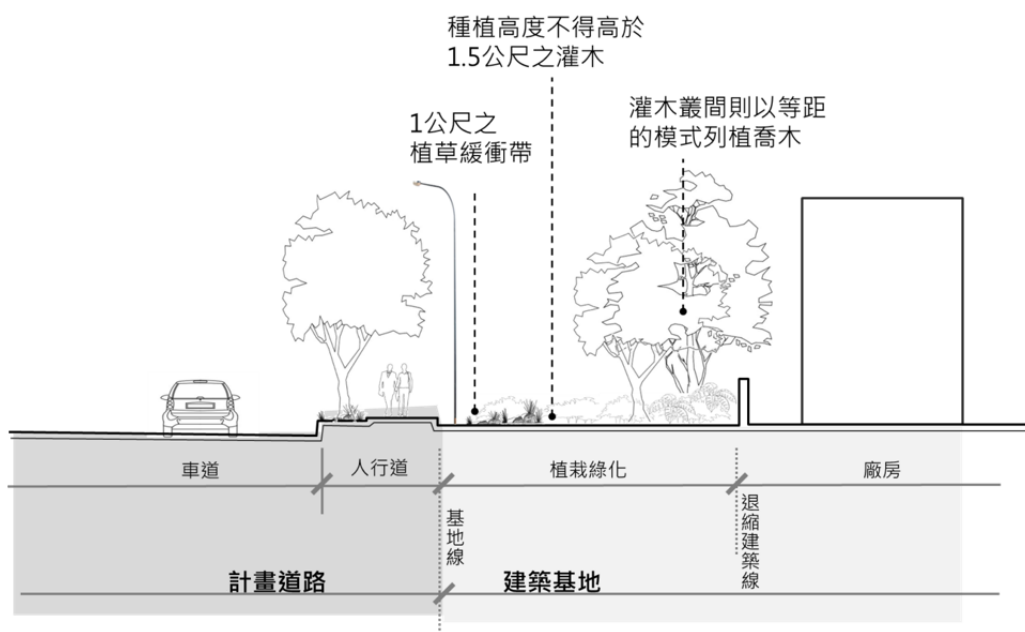 種植高度不得高於
1.5公尺之灌木
灌木叢間則以等距
的模式列植喬木
1公尺之
植草緩衝帶
車道
人行道
植栽綠化
廠房
基地線
退縮建築線
計畫道路
建築基地